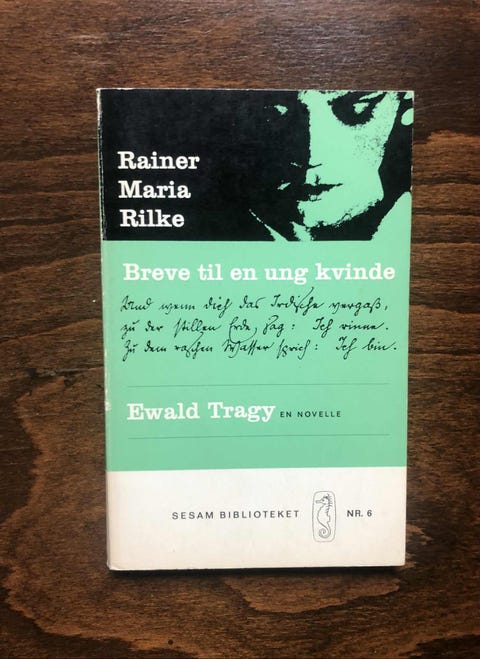 Rainer
Maria
Rilke
Breve til en ung kvinde
Und wenn dich das Irdische vergaß,
zu der stillen Erde sag: Ich rinne.
Zu dem raschen Wasser sprich: Ich bin.
Ewald Tragy EN NOVELLE
SESAM BIBLIOTEKET NR. 6